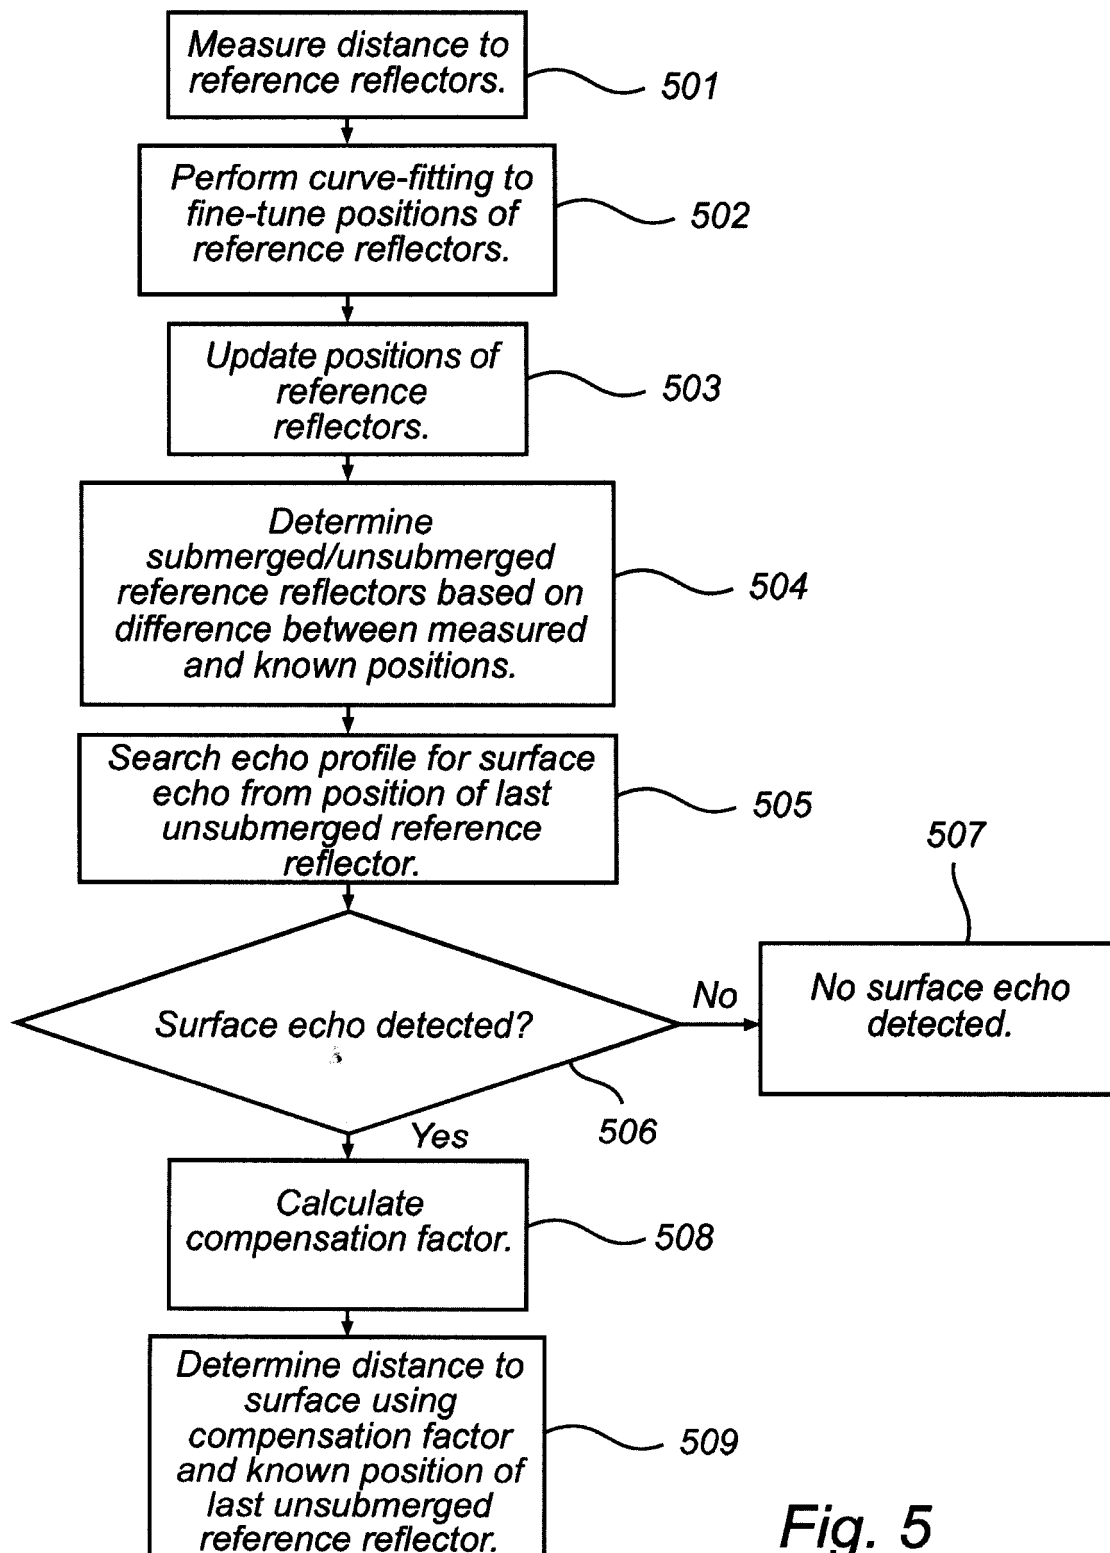 Measure distance to
reference reflectors.
501
Perform curve-fitting to
fine-tune positions of
reference reflectors.
502
Update positions of
reference
reflectors.
503
Determine
submerged/unsubmerged
reference reflectors based on
difference between measured
and known positions.
504
Search echo profile for surface
echo from position of last
unsubmerged reference
reflector.
505
507
No surface echo
detected.
No
Surface echo detected?
506
Yes
Calculate
compensation factor.
508
Determine distance to
surface using
compensation factor
and known position of
last unsubmerged
reference reflector.
509
Fig. 5